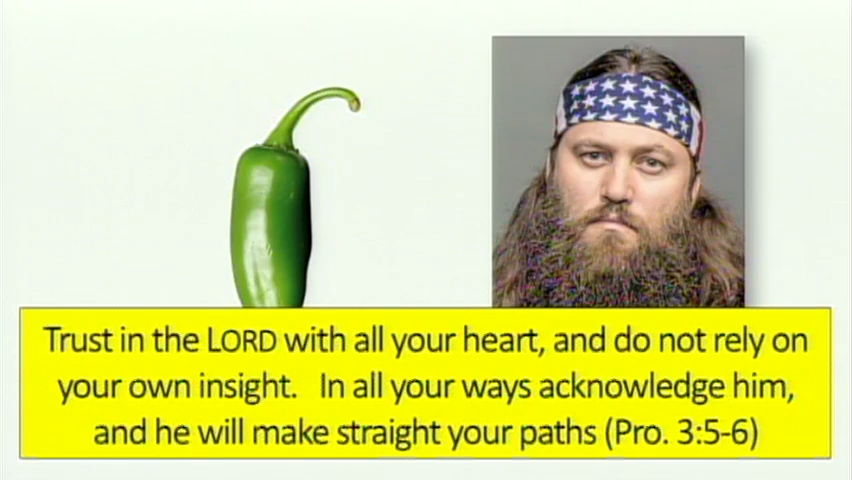 Trust in the LORD with all your heart, and do not rely on
your own insight.   In all your ways acknowledge him,
and he will make straight your paths (Pro. 3:5-6)